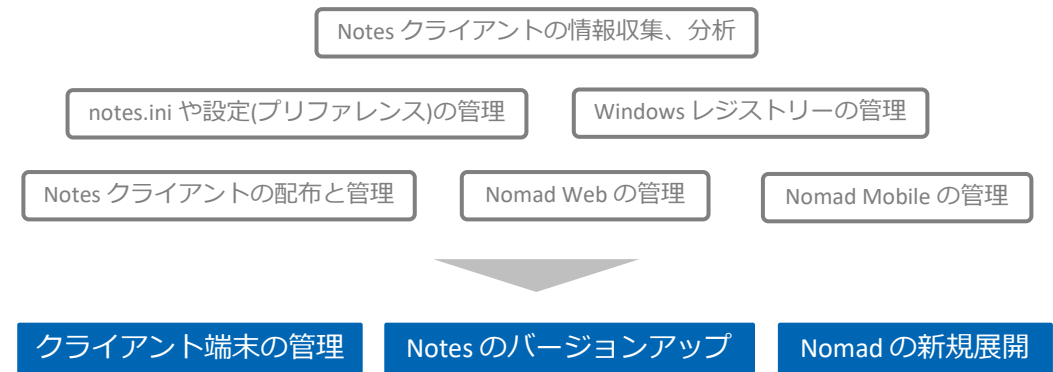 Notes クライアントの情報収集、分析
notes.ini や設定(プリファレンス)の管理
Windows レジストリーの管理
Notes クライアントの配布と管理
Nomad Web の管理
Nomad Mobile の管理
クライアント端末の管理
Notes のバージョンアップ
Nomad の新規展開